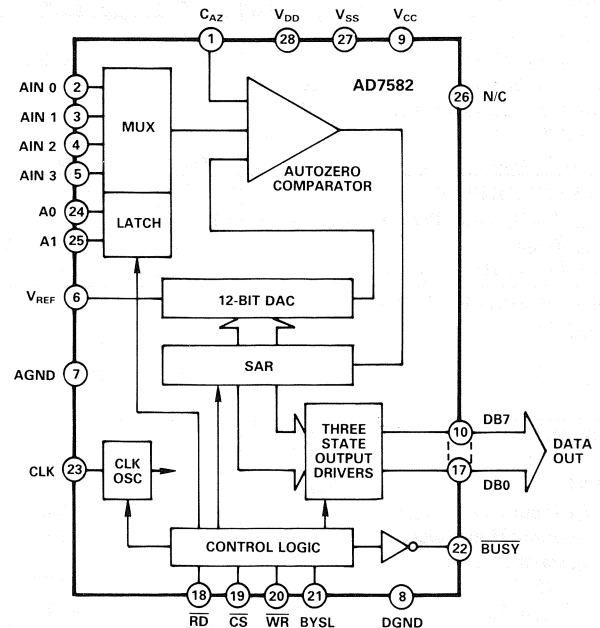 CAZ VDD VSS VCC
1 28 27 9
AD7582
AIN 0 2
AIN 1 3
AIN 2 4
AIN 3 5
MUX
A0 24
A1 25
LATCH
26 N/C
AUTOZERO
COMPARATOR
VREF 6
12-BIT DAC
SAR
AGND 7
THREE
STATE
OUTPUT
DRIVERS
10 DB7
17 DB0
DATA
OUT
CLK 23
CLK
OSC
CONTROL LOGIC
22 BUSY
18 19 20 21 8
RD CS WR BYSL DGND